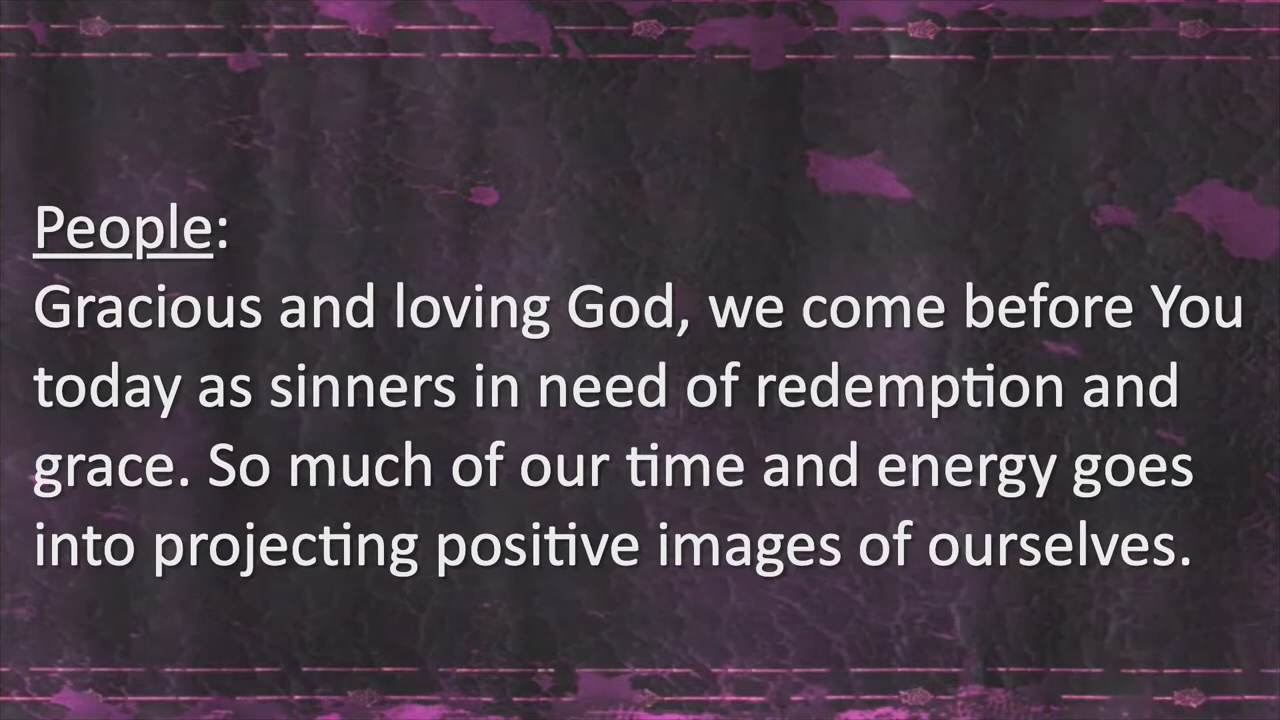 People:
Gracious and loving God, we come before You
today as sinners in need of redemption and
grace. So much of our time and energy goes
into projecting positive images of ourselves.